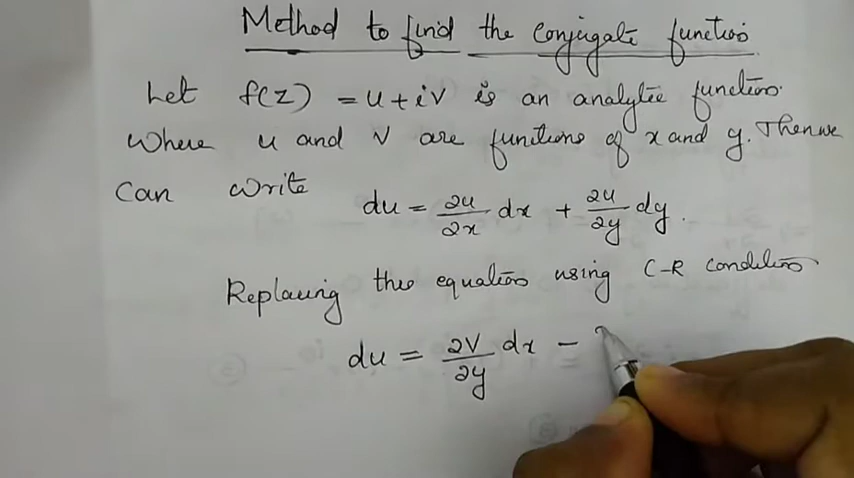 Method to find the conjugate function
Let f(z) = u + iv is an analytic function.
Where u and v are functions of x and y. Then we
can write
du = ∂u/∂x dx + ∂u/∂y dy.
Replacing this equation using C-R condition
du = ∂v/∂y dx -